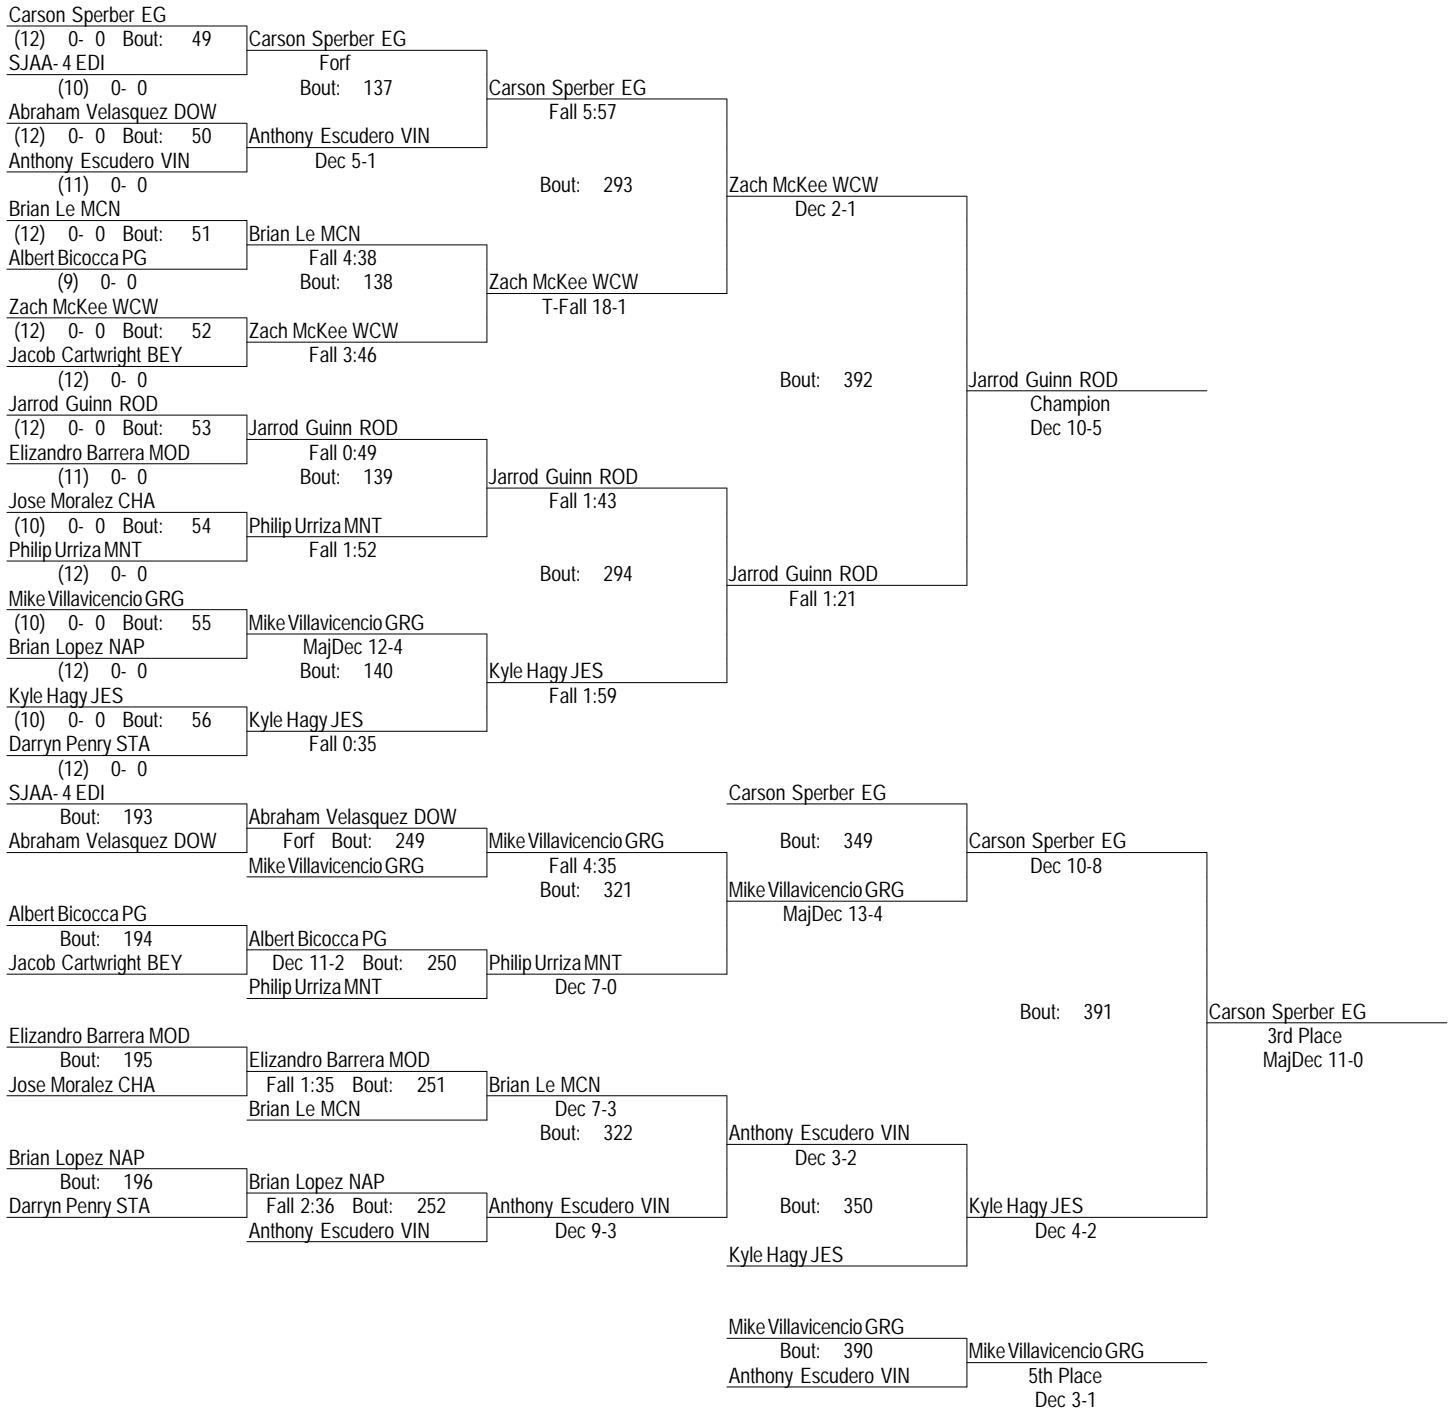 Carson Sperber EG
(12) 0- 0 Bout: 49 Carson Sperber EG
SJAA- 4 EDI Forf
(10) 0- 0 Bout: 137 Carson Sperber EG
Abraham Velasquez DOW Fall 5:57
(12) 0- 0 Bout: 50 Anthony Escudero VIN
Anthony Escudero VIN Dec 5-1
(11) 0- 0 Bout: 293 Zach McKee WCW
Brian Le MCN Dec 2-1
(12) 0- 0 Bout: 51 Brian Le MCN
Albert Bicocca PG Fall 4:38
(9) 0- 0 Bout: 138 Zach McKee WCW
Zach McKee WCW T-Fall 18-1
(12) 0- 0 Bout: 52 Zach McKee WCW
Jacob Cartwright BEY Fall 3:46
(12) 0- 0 Bout: 392 Jarrod Guinn ROD
Jarrod Guinn ROD Champion
(12) 0- 0 Bout: 53 Jarrod Guinn ROD Dec 10-5
Elizandro Barrera MOD Fall 0:49
(11) 0- 0 Bout: 139 Jarrod Guinn ROD
Jose Moralez CHA Fall 1:43
(10) 0- 0 Bout: 54 Philip Urriza MNT
Philip Urriza MNT Fall 1:52
(12) 0- 0 Bout: 294 Jarrod Guinn ROD
Mike Villavicencio GRG Fall 1:21
(10) 0- 0 Bout: 55 Mike Villavicencio GRG
Brian Lopez NAP MajDec 12-4
(12) 0- 0 Bout: 140 Kyle Hagy JES
Kyle Hagy JES Fall 1:59
(10) 0- 0 Bout: 56 Kyle Hagy JES
Darryn Penry STA Fall 0:35
(12) 0- 0
SJAA- 4 EDI Carson Sperber EG
Bout: 193 Abraham Velasquez DOW
Abraham Velasquez DOW Forf Bout: 249 Mike Villavicencio GRG Bout: 349 Carson Sperber EG
Mike Villavicencio GRG Fall 4:35 Dec 10-8
Bout: 321 Mike Villavicencio GRG
Albert Bicocca PG MajDec 13-4
Bout: 194 Albert Bicocca PG
Jacob Cartwright BEY Dec 11-2 Bout: 250 Philip Urriza MNT
Philip Urriza MNT Dec 7-0
Bout: 391 Carson Sperber EG
Elizandro Barrera MOD 3rd Place
Bout: 195 Elizandro Barrera MOD MajDec 11-0
Jose Moralez CHA Fall 1:35 Bout: 251 Brian Le MCN
Brian Le MCN Dec 7-3
Bout: 322 Anthony Escudero VIN
Brian Lopez NAP Dec 3-2
Bout: 196 Brian Lopez NAP
Darryn Penry STA Fall 2:36 Bout: 252 Anthony Escudero VIN Bout: 350 Kyle Hagy JES
Anthony Escudero VIN Dec 9-3 Dec 4-2
Kyle Hagy JES
Mike Villavicencio GRG
Bout: 390 Mike Villavicencio GRG
Anthony Escudero VIN 5th Place
Dec 3-1